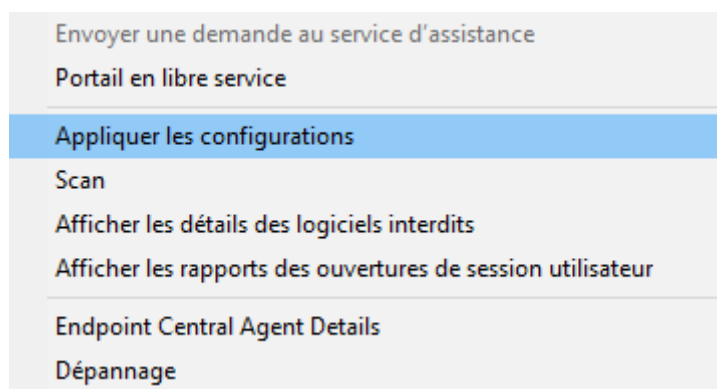 Envoyer une demande au service d'assistance
Portail en libre service
Appliquer les configurations
Scan
Afficher les détails des logiciels interdits
Afficher les rapports des ouvertures de session utilisateur
Endpoint Central Agent Details
Dépannage